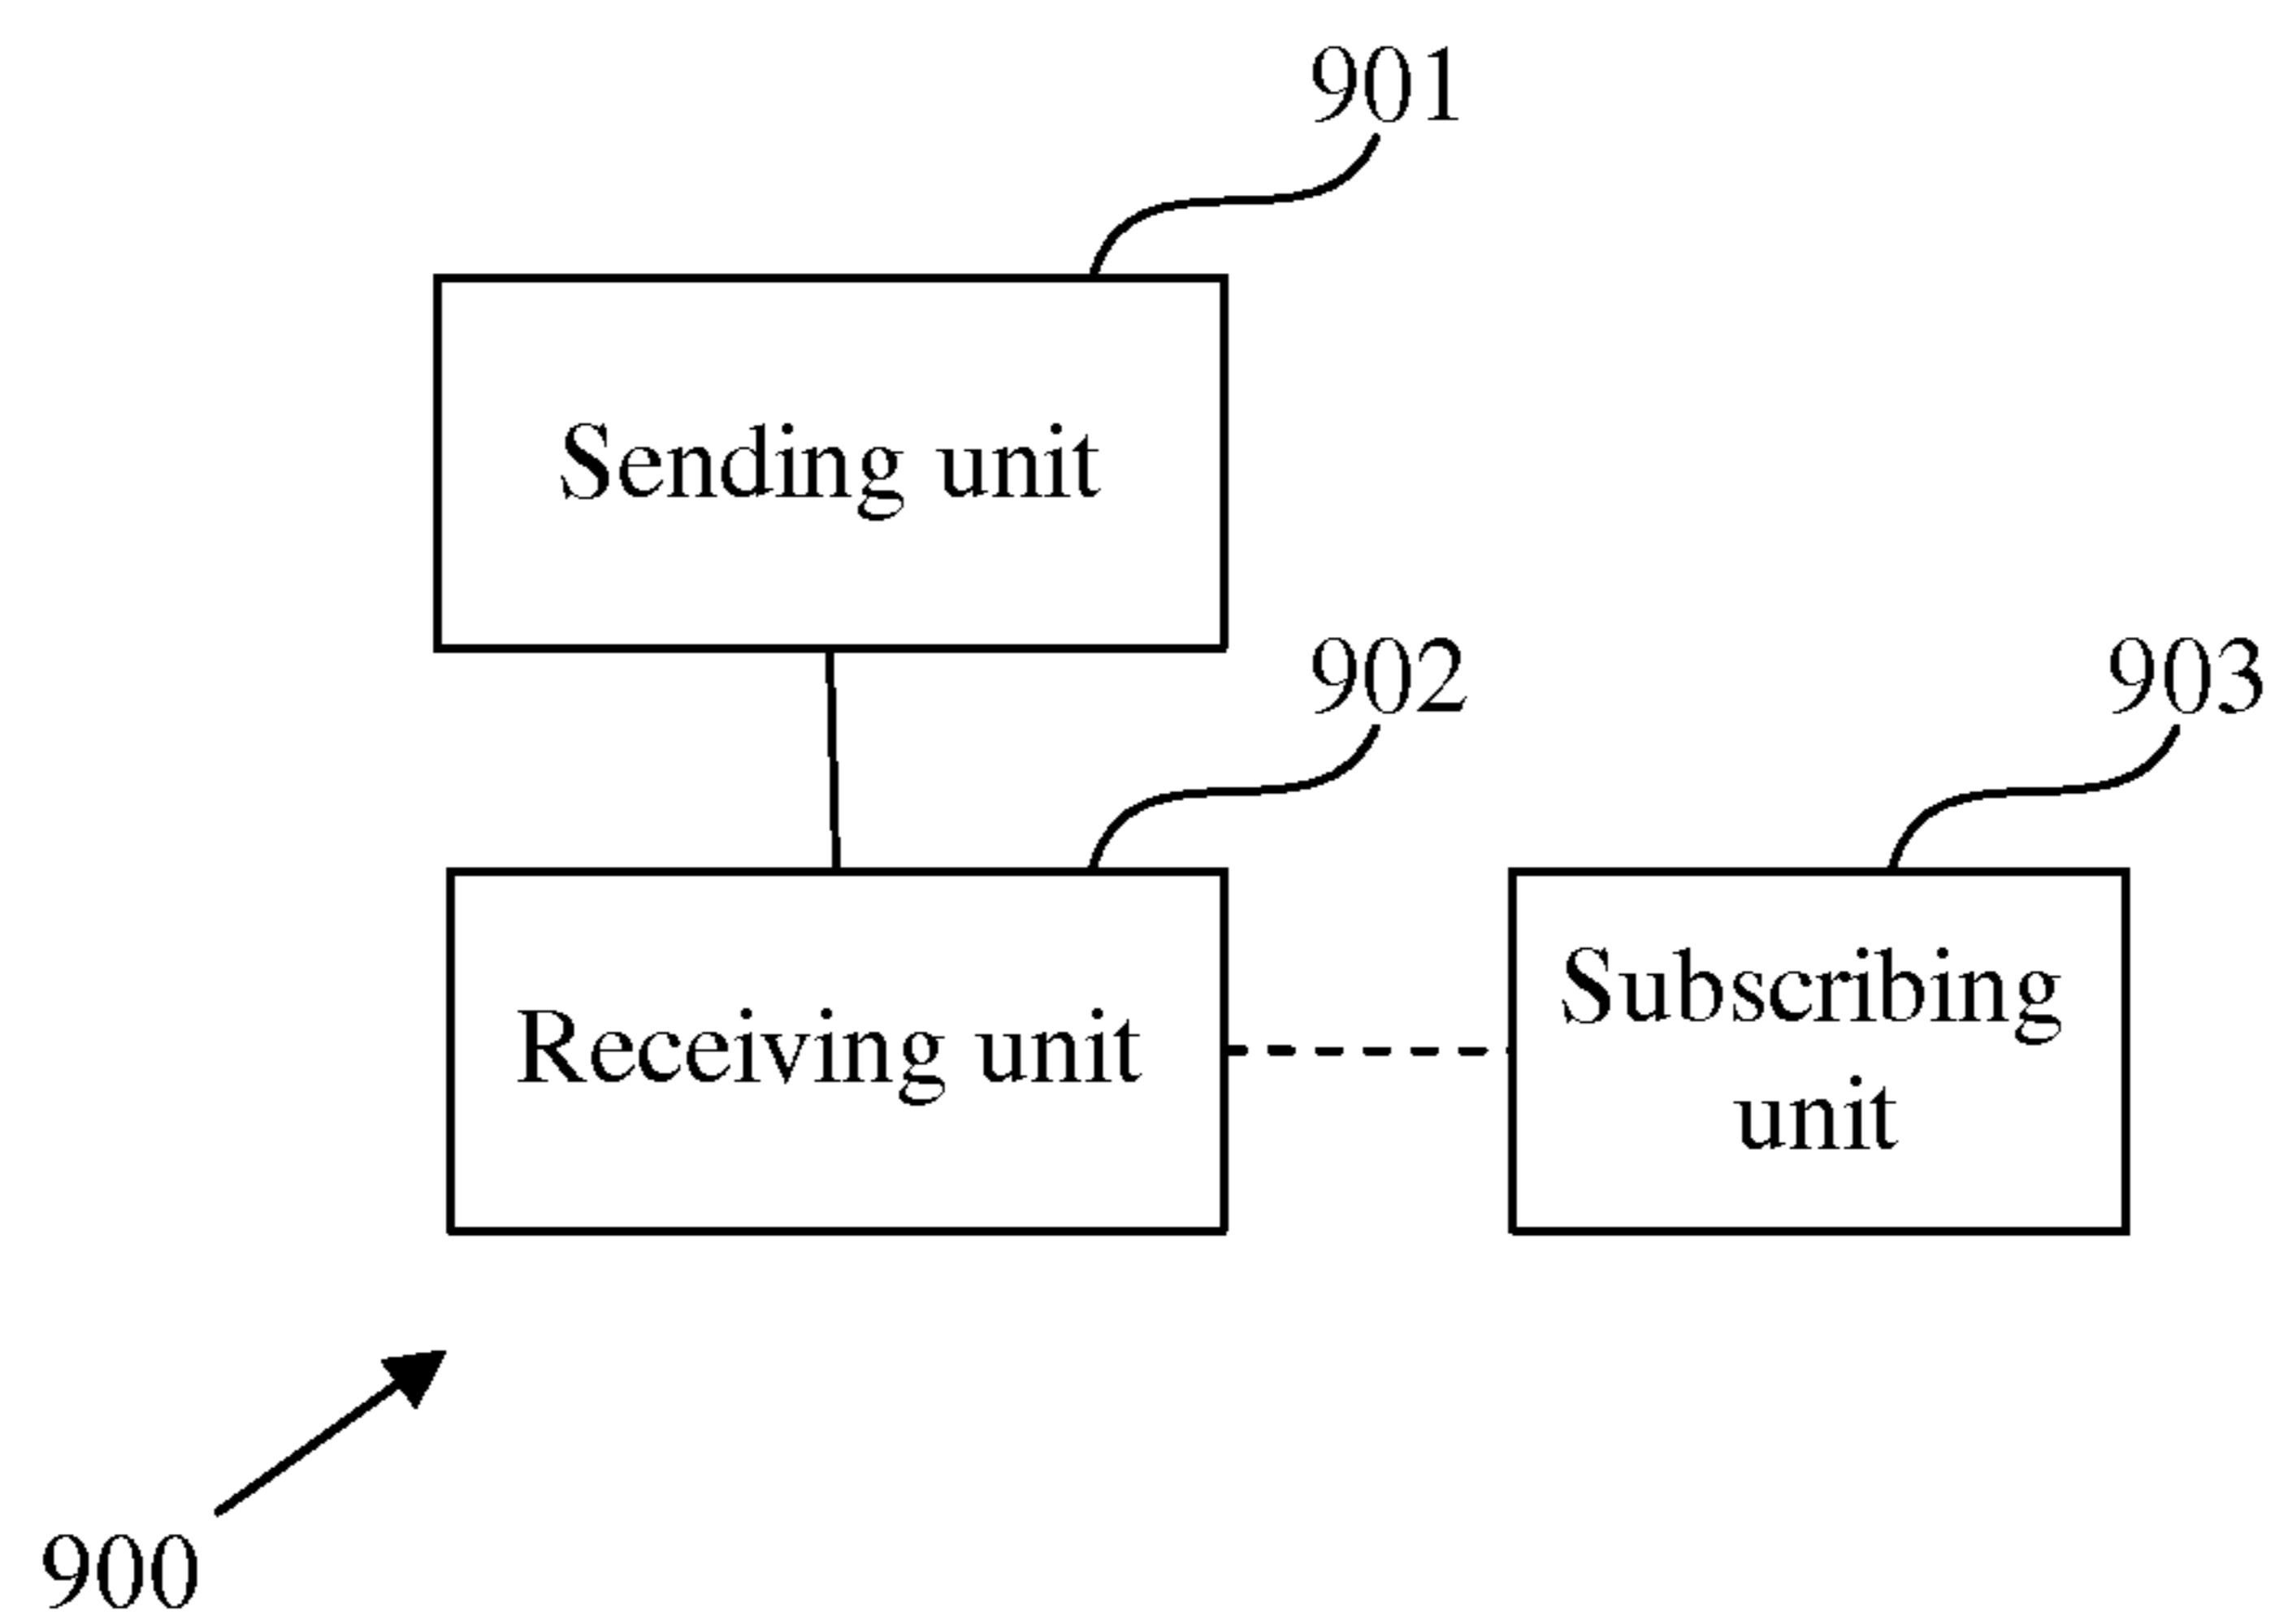 901
Sending unit
902
903
Receiving unit
Subscribing
unit
900